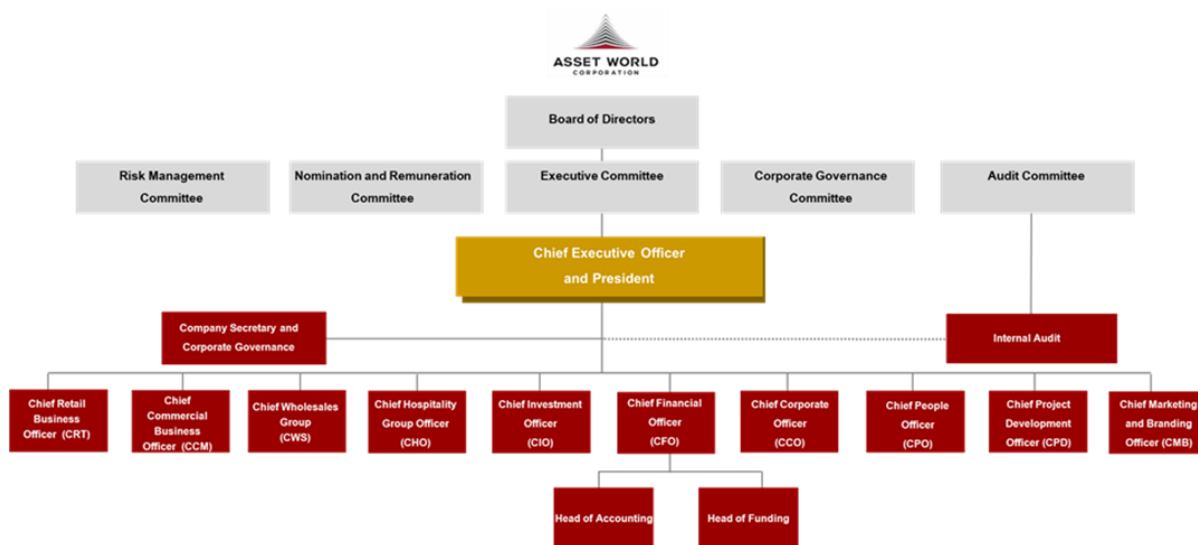 ASSET WORLD
CORPORATION
Board of Directors
Risk Management
Committee
Nomination and Remuneration
Committee
Executive Committee
Corporate Governance
Committee
Audit Committee
Chief Executive Officer
and President
Company Secretary and
Corporate Governance
Internal Audit
Chief Retail
Business
Officer (CRT)
Chief
Commercial
Business
Officer (CCM)
Chief Wholesales
Group
(CWS)
Chief Hospitality
Group Officer
(CHO)
Chief Investment
Officer
(CIO)
Chief Financial
Officer
(CFO)
Chief Corporate
Officer
(CCO)
Chief People
Officer
(CPO)
Chief Project
Development
Officer (CPD)
Chief Marketing
and Branding
Officer (CMB)
Head of Accounting
Head of Funding